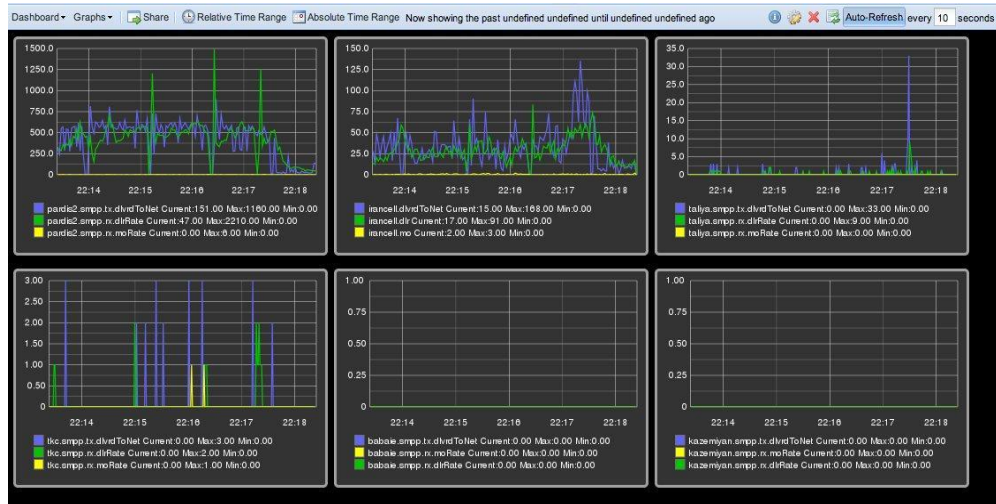 Dashboard Graphs Share Relative Time Range Absolute Time Range Now showing the past undefined undefined until undefined undefined ago Auto-Refresh every 10 seconds
1500.0
1250.0
1000.0
750.0
500.0
250.0
0
22:14 22:15 22:16 22:17 22:18
pardis2.smpp.tx.dlvrdToNet Current:151.00 Max:1160.00 Min:0.00
pardis2.smpp.rx.dlrRate Current:47.00 Max:2210.00 Min:0.00
pardis2.smpp.rx.moRate Current:0.00 Max:6.00 Min:0.00
150.0
125.0
100.0
75.0
50.0
25.0
0
22:14 22:15 22:16 22:17 22:18
irancell.dlvrdToNet Current:15.00 Max:168.00 Min:0.00
irancell.dlr Current:17.00 Max:91.00 Min:0.00
irancell.mo Current:2.00 Max:3.00 Min:0.00
35.0
30.0
25.0
20.0
15.0
10.0
5.0
0
22:14 22:15 22:16 22:17 22:18
taliya.smpp.tx.dlvrdToNet Current:0.00 Max:33.00 Min:0.00
taliya.smpp.rx.dlrRate Current:0.00 Max:9.00 Min:0.00
taliya.smpp.rx.moRate Current:0.00 Max:0.00 Min:0.00
3.00
2.50
2.00
1.50
1.00
0.50
0
22:14 22:15 22:16 22:17 22:18
tkc.smpp.tx.dlvrdToNet Current:0.00 Max:3.00 Min:0.00
tkc.smpp.rx.dlrRate Current:0.00 Max:2.00 Min:0.00
tkc.smpp.rx.moRate Current:0.00 Max:1.00 Min:0.00
1.00
0.75
0.50
0.25
0
22:14 22:15 22:16 22:17 22:18
babaie.smpp.tx.dlvrdToNet Current:0.00 Max:0.00 Min:0.00
babaie.smpp.rx.moRate Current:0.00 Max:0.00 Min:0.00
babaie.smpp.rx.dlrRate Current:0.00 Max:0.00 Min:0.00
1.00
0.75
0.50
0.25
0
22:14 22:15 22:16 22:17 22:18
kazemiyan.smpp.tx.dlvrdToNet Current:0.00 Max:0.00 Min:0.00
kazemiyan.smpp.rx.moRate Current:0.00 Max:0.00 Min:0.00
kazemiyan.smpp.rx.dlrRate Current:0.00 Max:0.00 Min:0.00